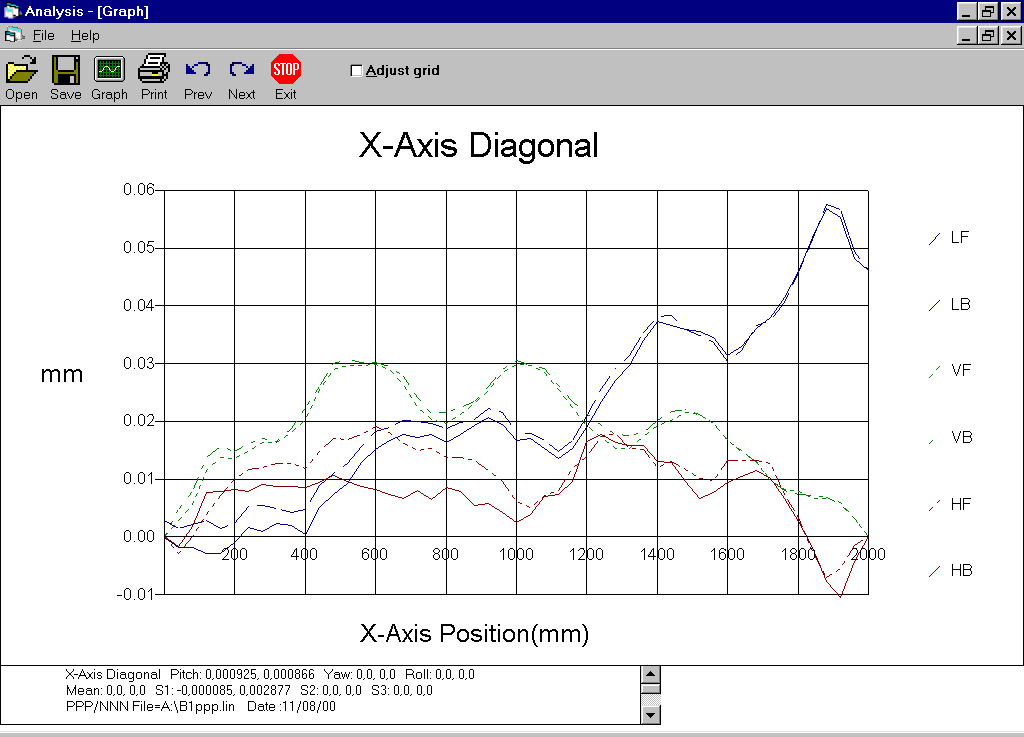 Analysis - [Graph]
File Help
Open Save Graph Print Prev Next STOP Exit Adjust grid
X-Axis Diagonal
0.06
0.05
0.04
0.03
0.02
0.01
0.00
-0.01
mm
200 400 600 800 1000 1200 1400 1600 1800 2000
X-Axis Position(mm)
LF
LB
VF
VB
HF
HB
X-Axis Diagonal Pitch: 0,000925, 0,000866 Yaw: 0,0, 0,0 Roll: 0,0, 0,0
Mean: 0,0, 0,0 S1: -0,000085, 0,002877 S2: 0,0, 0,0 S3: 0,0, 0,0
PPP/NNN File=A:\B1ppp.lin Date :11/08/00